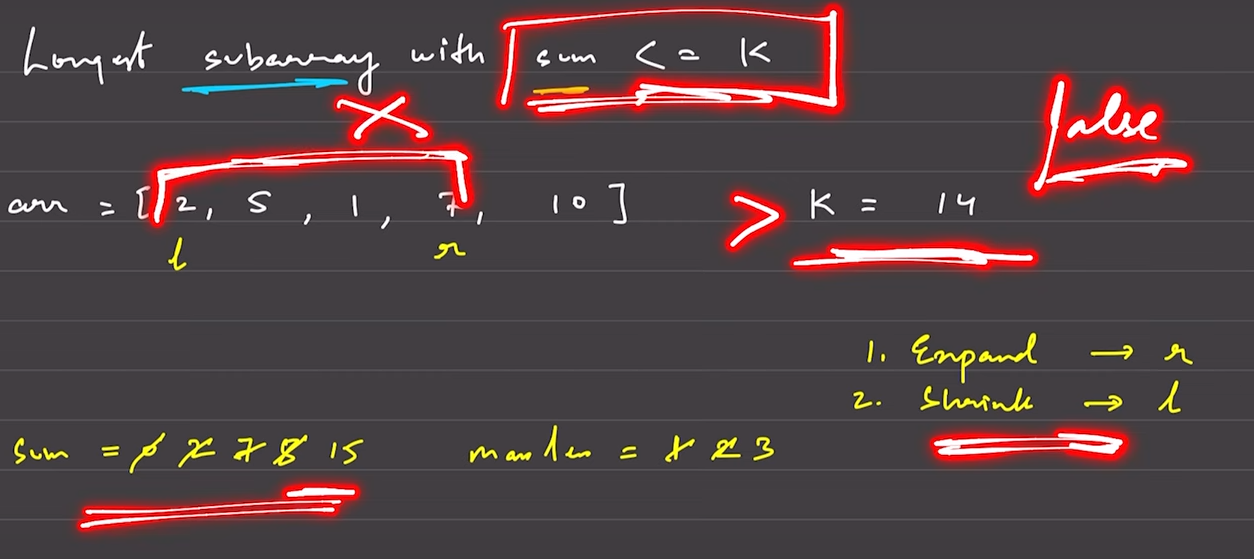 Longest subarray with sum <= K
false
arr = [ 2, 5, 1, 7, 10 ] > K = 14
l r
1. Expand → r
2. Shrink → l
sum = 0 2 7 8 15 maxlen = 1 2 3